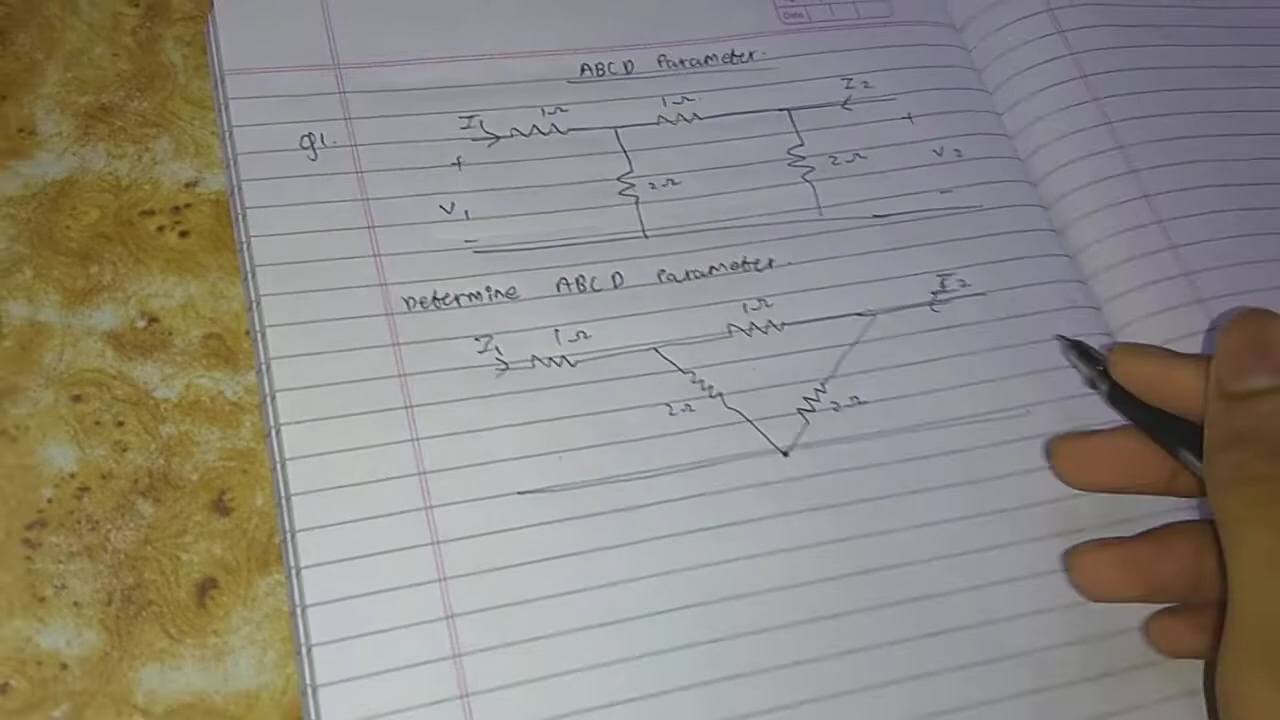 Date
ABCD Parameter.
Q1.
I1 1Ω 1Ω I2
+ +
V1 2Ω 2Ω V2
- -
Determine ABCD Parameter.
I1 1Ω 1Ω I2
2Ω 2Ω